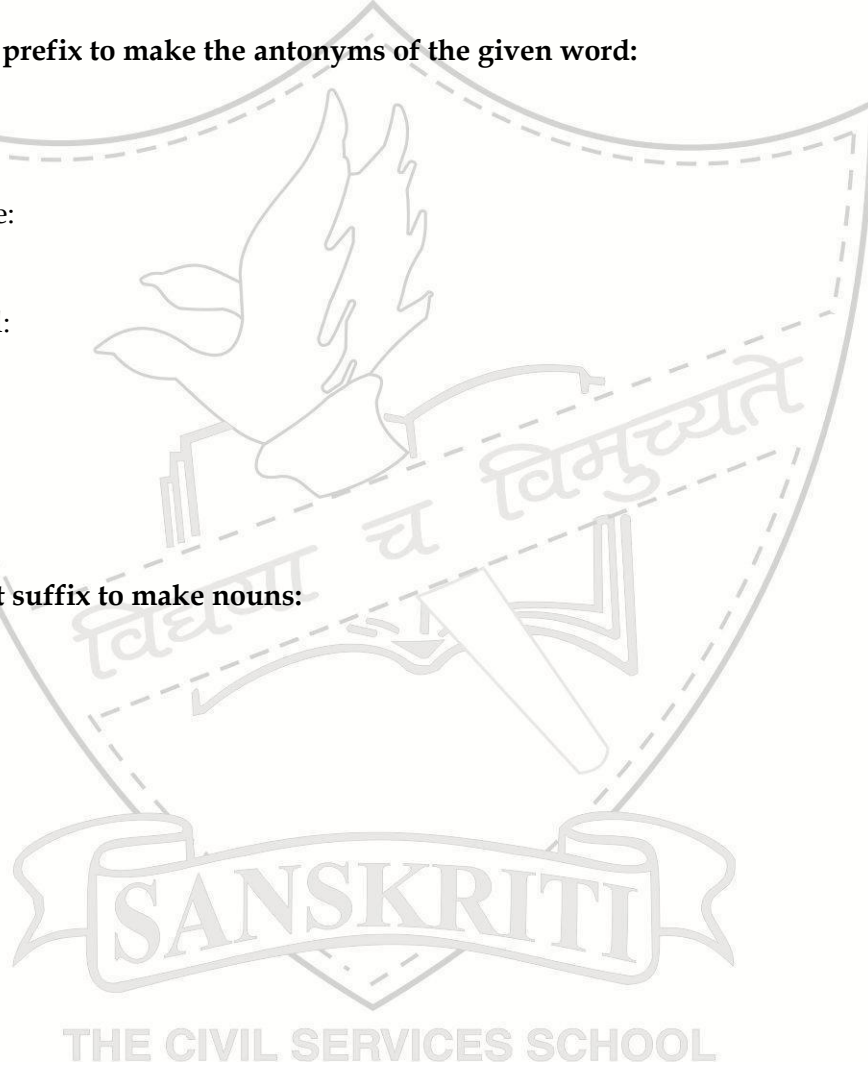 prefix to make the antonyms of the given word:
e:
:
विद्यया च विमुच्यते
t suffix to make nouns:
SANSKRITI
THE CIVIL SERVICES SCHOOL